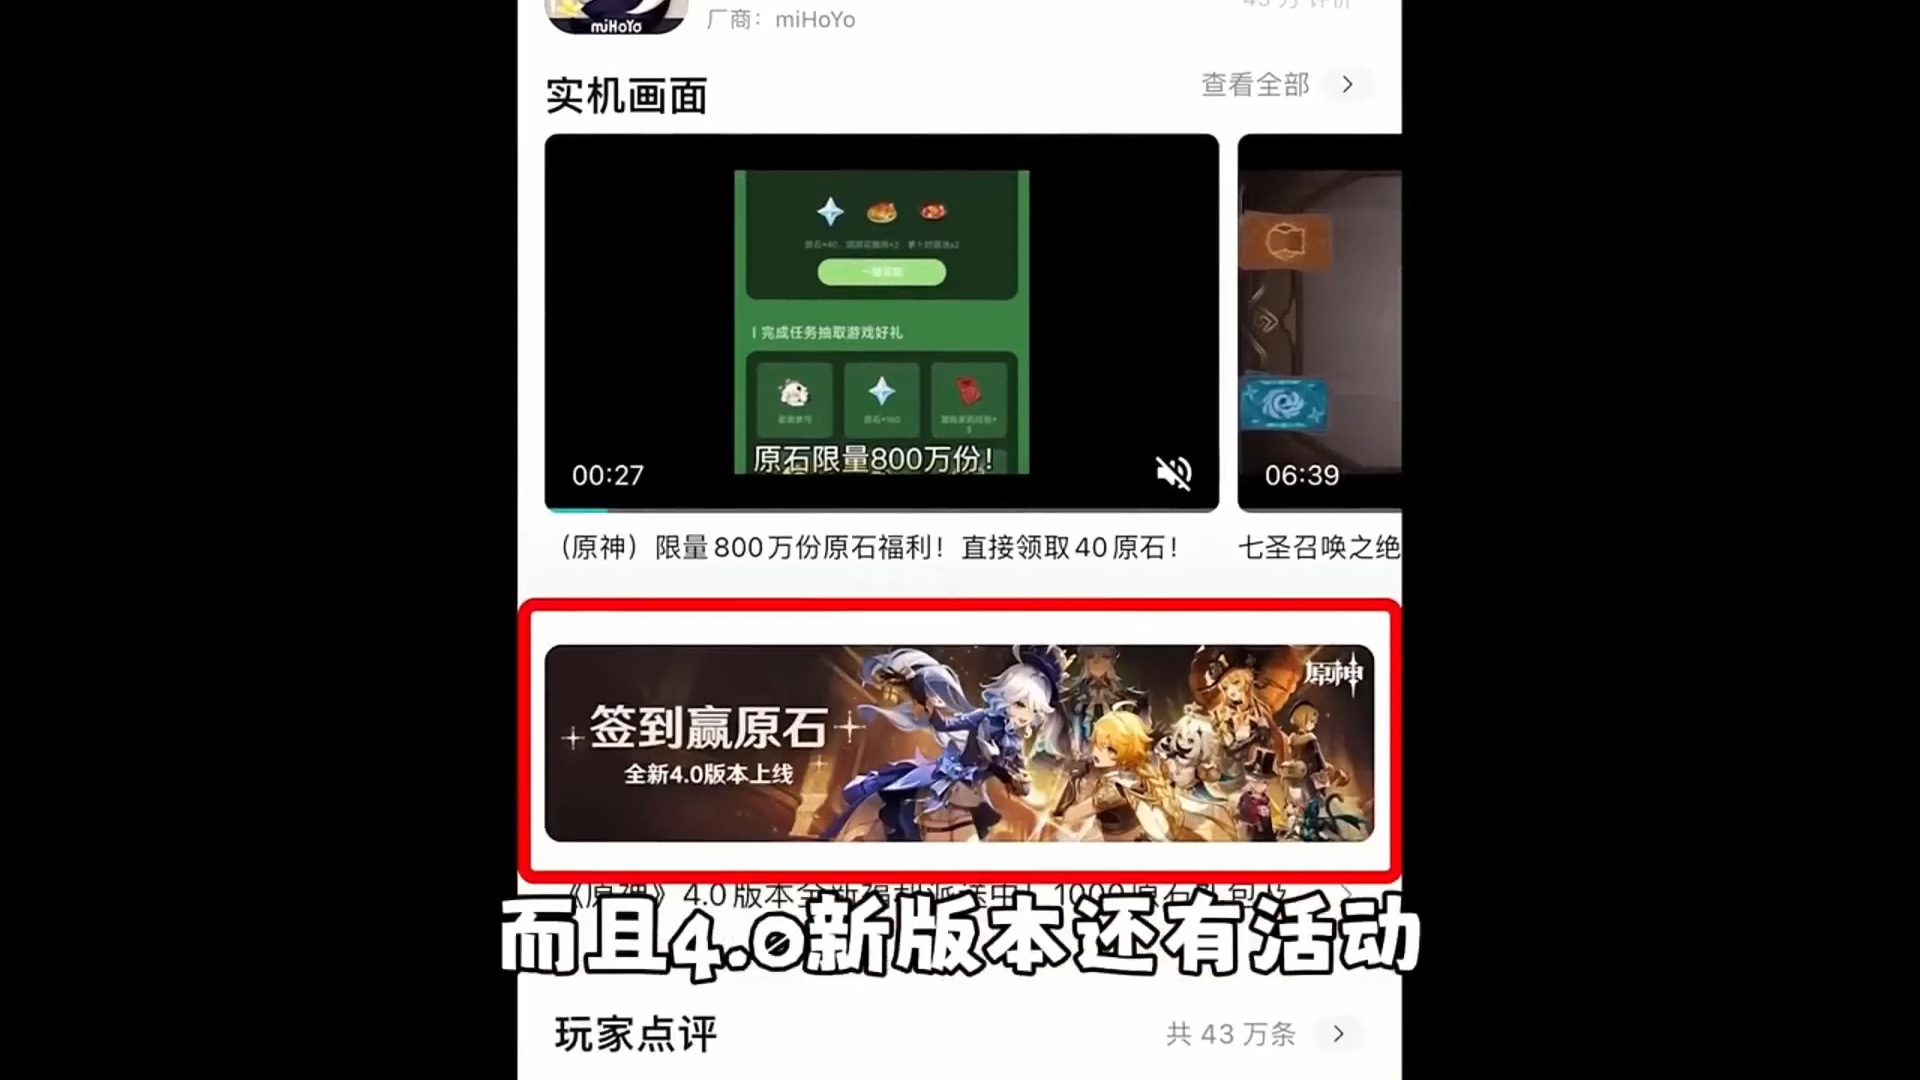 miHoYo
厂商：miHoYo
实机画面
查看全部
完成任务抽取游戏好礼
原石限量800万份！
00:27
06:39
（原神）限量800万份原石福利！直接领取40原石！
七圣召唤之绝
原神
签到赢原石
全新4.0版本上线
而且4.0新版本还有活动
玩家点评
共 43 万条